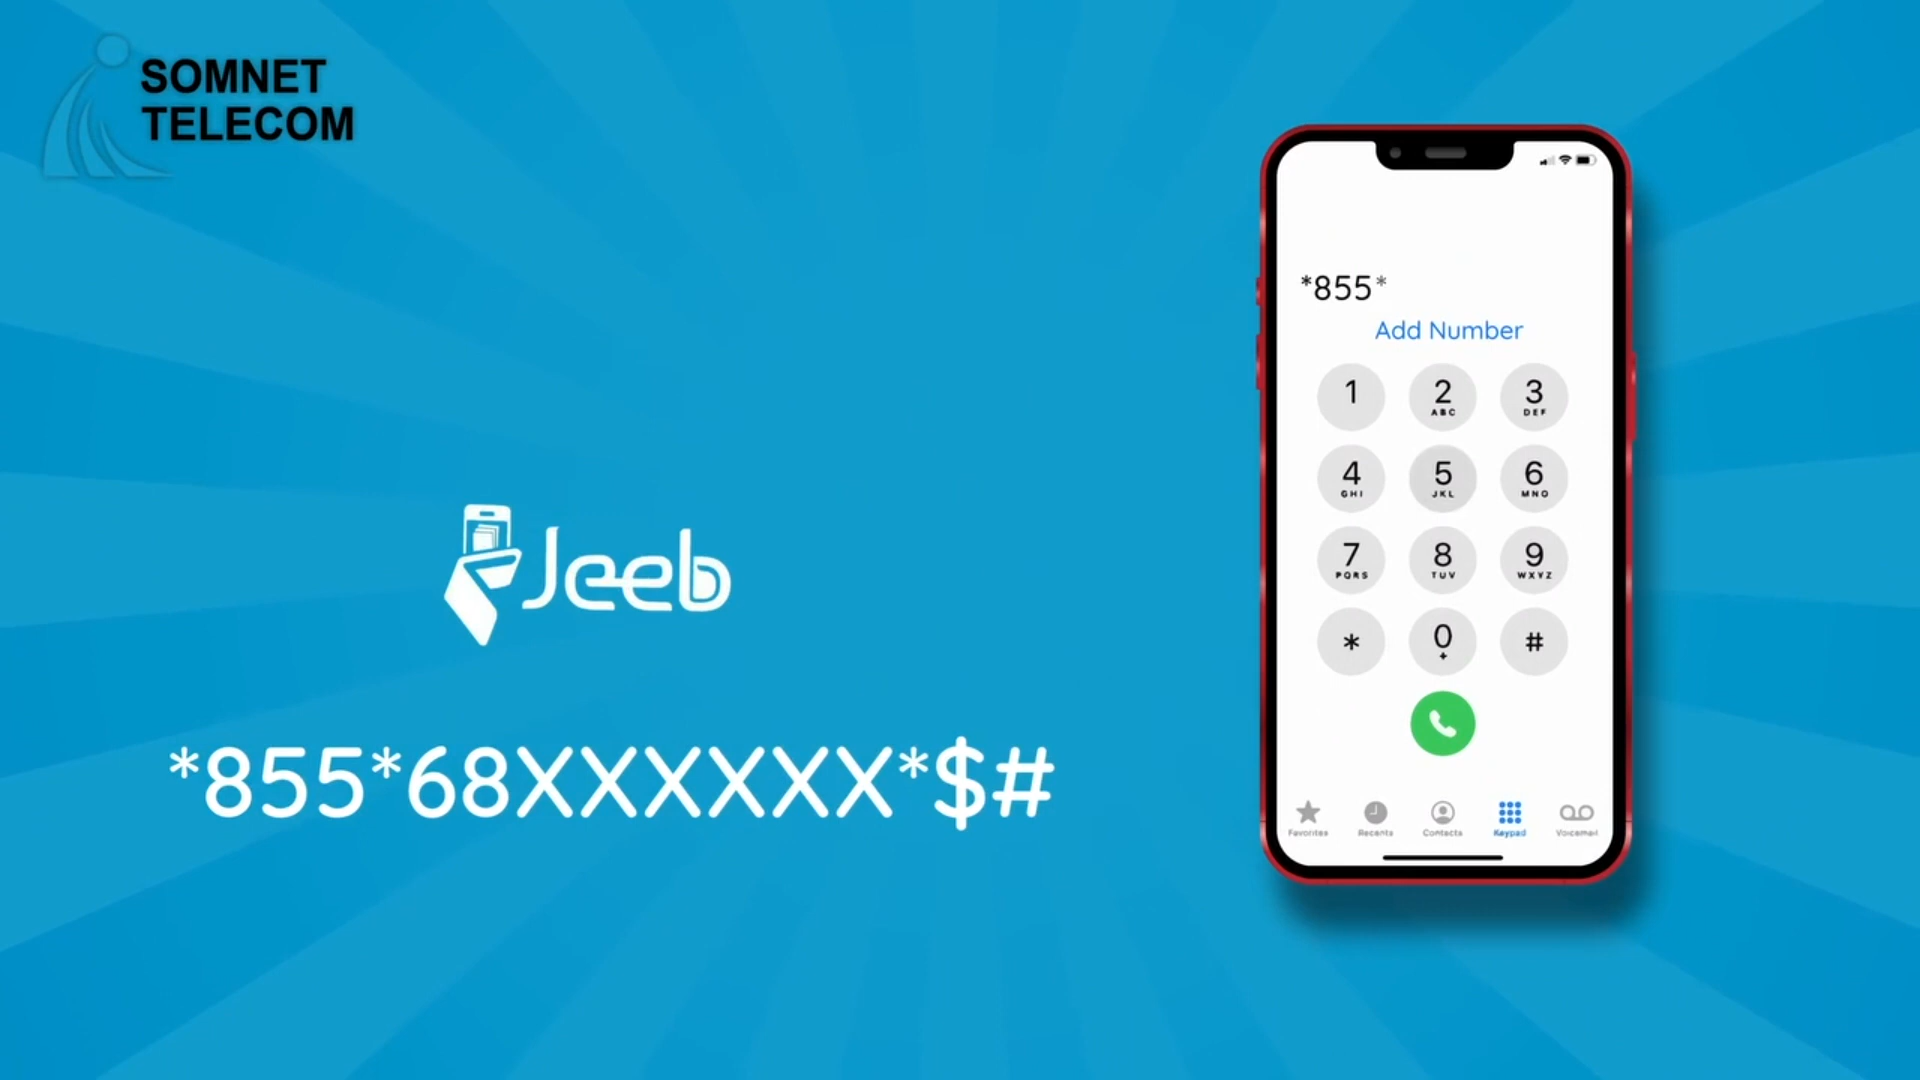 SOMNET
TELECOM
Jeeb
*855*68XXXXXX*$#
*855*
Add Number
1
2
ABC
3
DEF
4
GHI
5
JKL
6
MNO
7
PQRS
8
TUV
9
WXYZ
*
0
+
#
Favorites
Recents
Contacts
Keypad
Voicemail